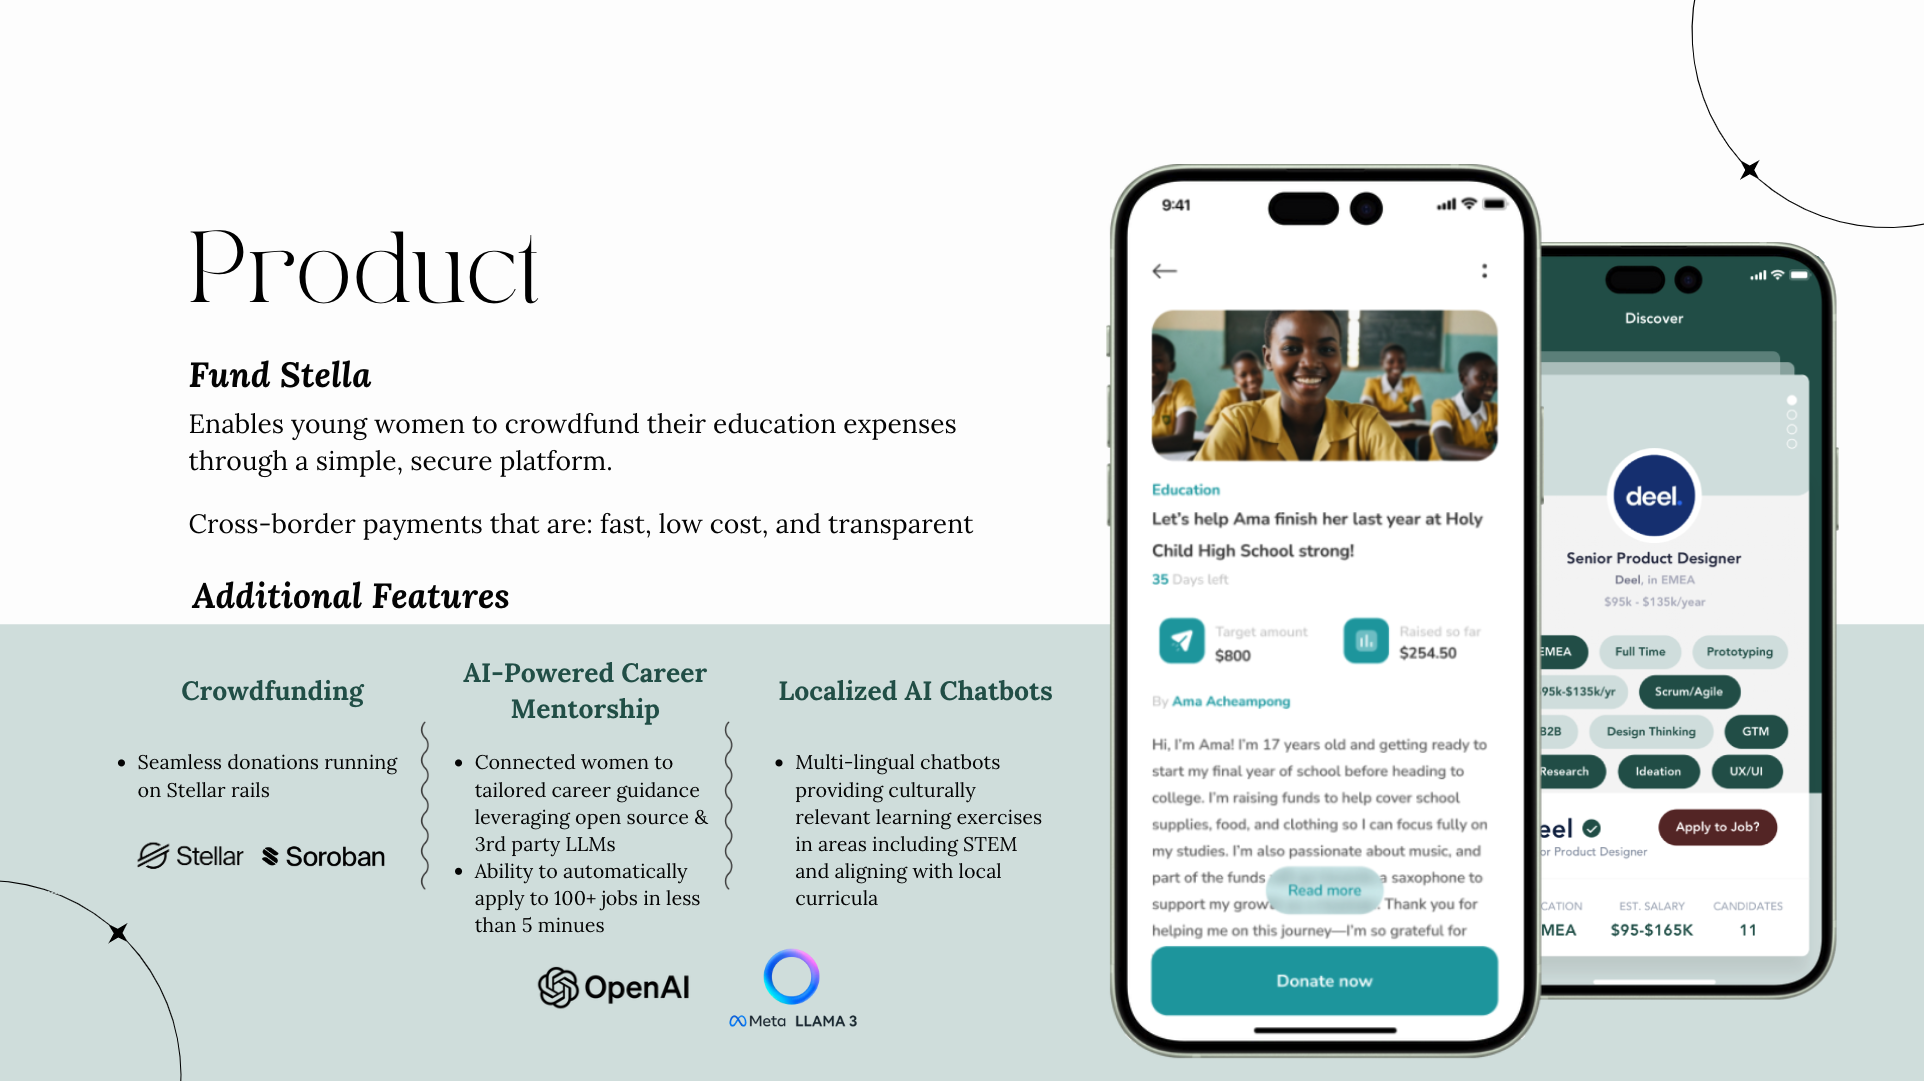 Product
Fund Stella
Enables young women to crowdfund their education expenses
through a simple, secure platform.
Cross-border payments that are: fast, low cost, and transparent
Additional Features
Crowdfunding
• Seamless donations running
on Stellar rails
Stellar Soroban
AI-Powered Career
Mentorship
• Connected women to
tailored career guidance
leveraging open source &
3rd party LLMs
• Ability to automatically
apply to 100+ jobs in less
than 5 minues
Localized AI Chatbots
• Multi-lingual chatbots
providing culturally
relevant learning exercises
in areas including STEM
and aligning with local
curricula
OpenAI
Meta LLAMA 3
9:41
Education
Let's help Ama finish her last year at Holy
Child High School strong!
35 Days left
Target amount
$800
Raised so far
$254.50
By Ama Acheampong
Hi, I'm Ama! I'm 17 years old and getting ready to
start my final year of school before heading to
college. I'm raising funds to help cover school
supplies, food, and clothing so I can focus fully on
my studies. I'm also passionate about music, and
part of the funds a saxophone to
Read more
support my grow . Thank you for
helping me on this journey—I'm so grateful for
Donate now
Discover
deel.
Senior Product Designer
Deel, in EMEA
$95k - $135k/year
EMEA Full Time Prototyping
95k-$135k/yr Scrum/Agile
B2B Design Thinking GTM
Research Ideation UX/UI
eel
or Product Designer
Apply to Job?
CATION EST. SALARY CANDIDATES
MEA $95-$165K 11